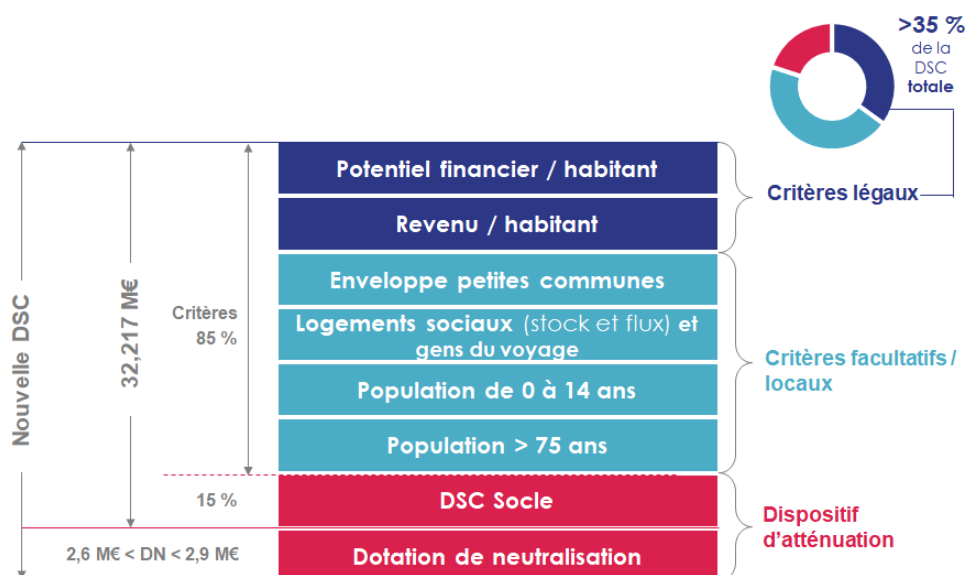 >35 %
de la
DSC
totale
Potentiel financier / habitant
Critères légaux
Revenu / habitant
Enveloppe petites communes
Nouvelle DSC
32,217 M€
Critères
85 %
Logements sociaux (stock et flux) et
gens du voyage
Critères facultatifs /
locaux
Population de 0 à 14 ans
Population > 75 ans
15 %
DSC Socle
Dispositif
d’atténuation
2,6 M€ < DN < 2,9 M€
Dotation de neutralisation